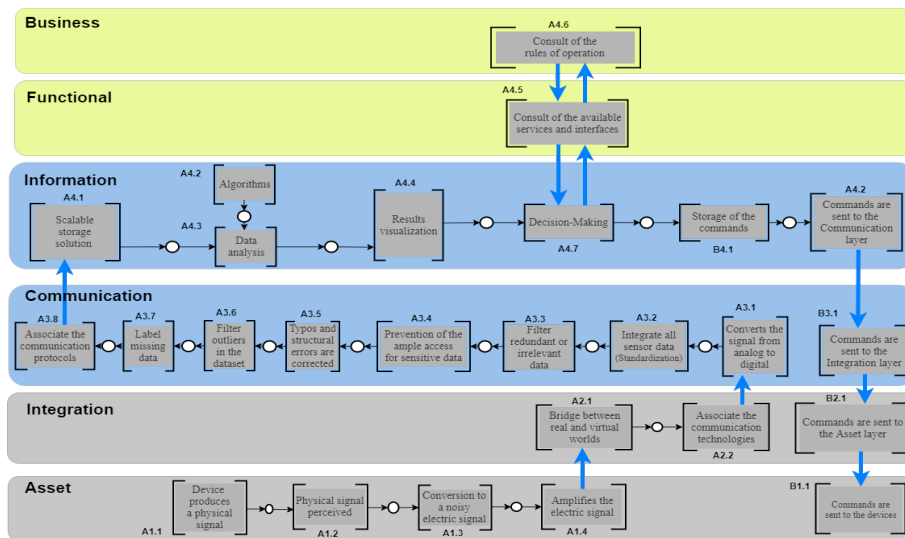 Business
A4.6
Consult of the
rules of operation
Functional
A4.5
Consult of the available
services and interfaces
Information
A4.1
Scalable
storage
solution
A4.2
Algorithms
A4.3
Data
analysis
A4.4
Results
visualization
Decision-Making
A4.7
Storage of the
commands
B4.1
A4.2
Commands are
sent to the
Communication
layer
Communication
A3.8
Associate the
communication
protocols
A3.7
Label
missing
data
A3.6
Filter
outliers
in the
dataset
A3.5
Typos and
structural
errors are
corrected
A3.4
Prevention of the
ample access
for sensitive data
A3.3
Filter
redundant or
irrelevant
data
A3.2
Integrate all
sensor data
(Standardization)
A3.1
Converts the
signal from
analog to
digital
B3.1
Commands are
sent to the
Integration layer
Integration
A2.1
Bridge between
real and virtual
worlds
Associate the
communication
technologies
A2.2
B2.1
Commands are sent to
the Asset layer
Asset
A1.1
Device
produces
a physical
signal
Physical signal
perceived
A1.2
Conversion to
a noisy
electric signal
A1.3
Amplifies the
electric signal
A1.4
B1.1
Commands are
sent to the devices